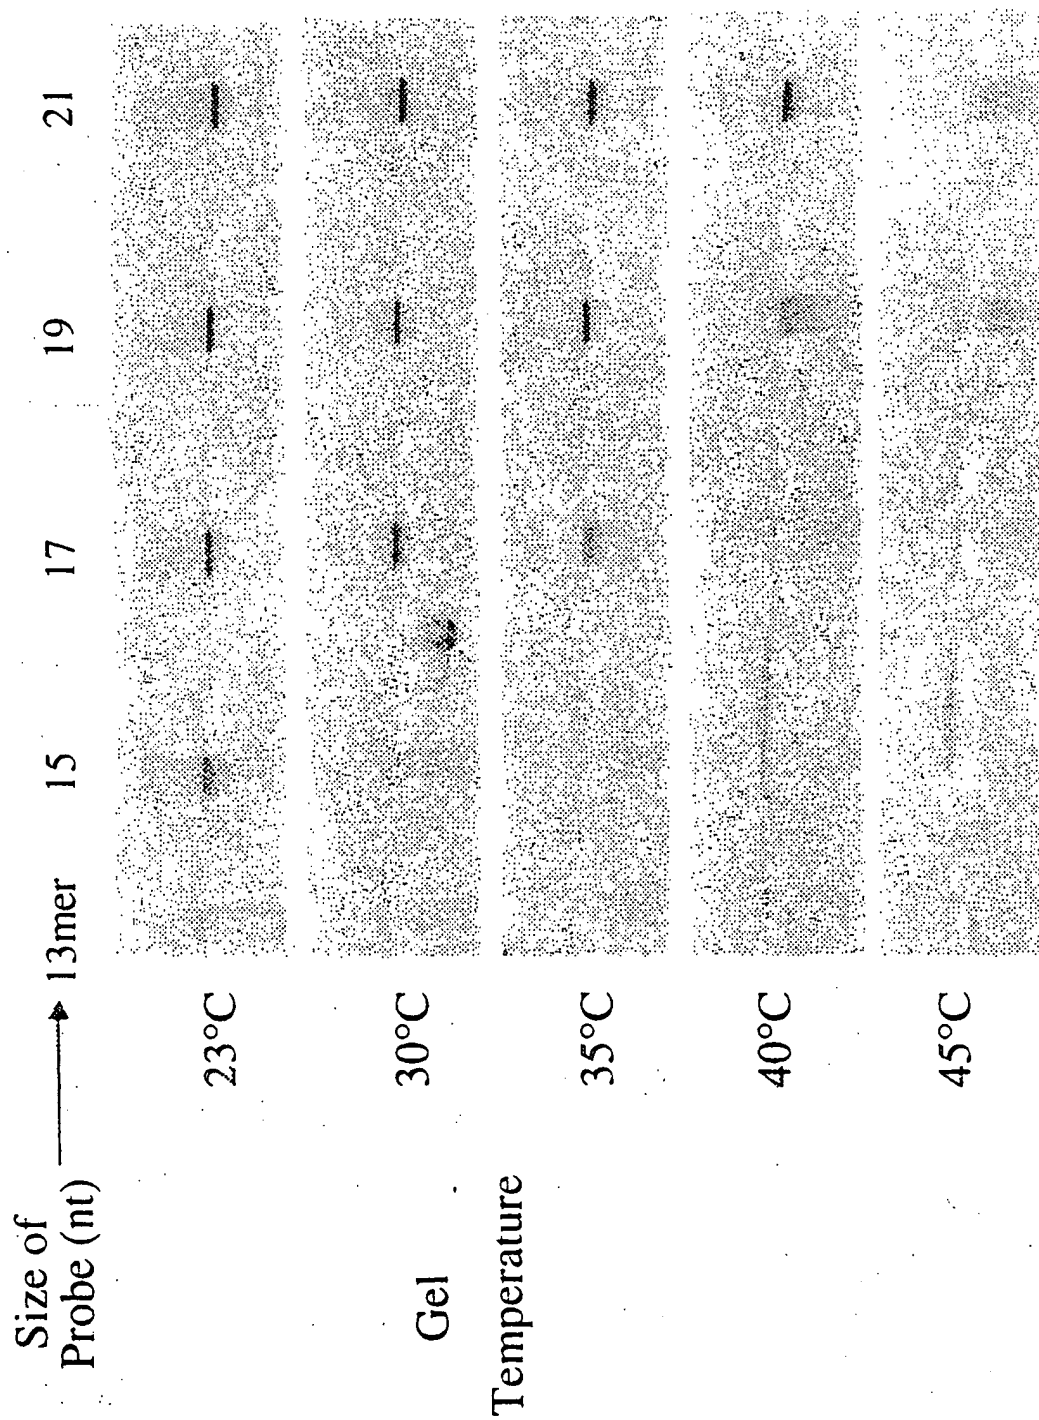 Size of
Probe (nt)
13mer 15 17 19 21
23°C
30°C
Gel
35°C
Temperature
40°C
45°C